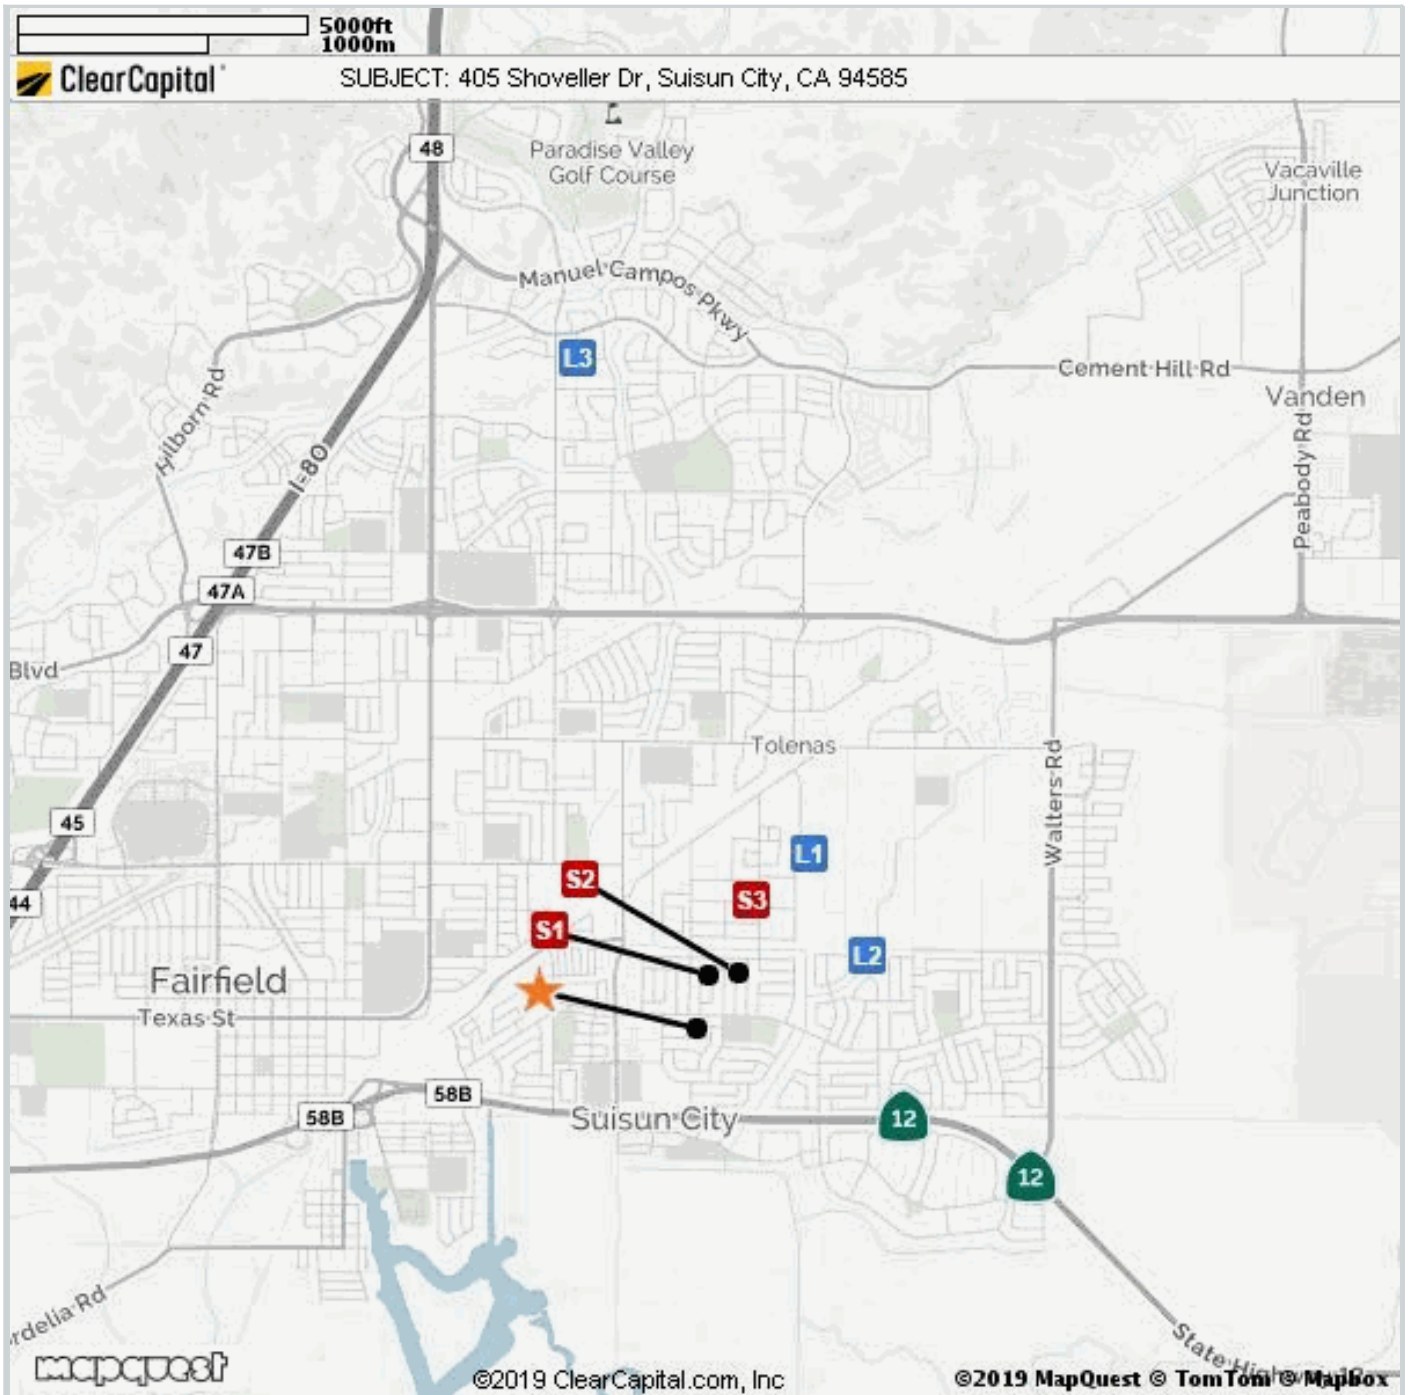 5000ft
1000m
ClearCapital
SUBJECT: 405 Shoveller Dr, Suisun City, CA 94585
48
Paradise Valley
Golf Course
Vacaville
Junction
Manuel Campos Pkwy
L3
Cement Hill Rd
Vanden
Hilborn Rd
I-80
Peabody Rd
47B
47A
47
Blvd
Tolenas
Walters Rd
45
L1
S2
44
S3
S1
L2
Fairfield
Texas St
58B
58B
Suisun City
12
12
rdelia Rd
State Highway 12
mapquest
©2019 ClearCapital.com, Inc
©2019 MapQuest © TomTom © Mapbox